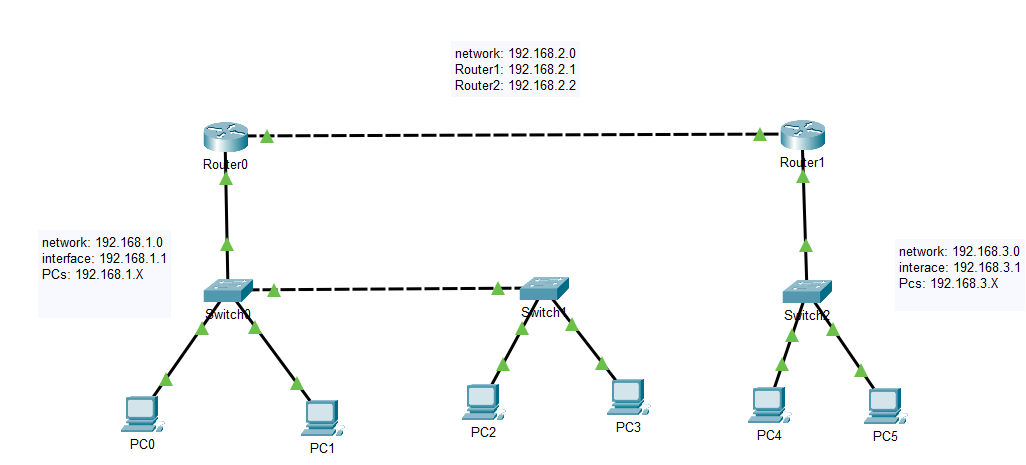 network: 192.168.2.0
Router1: 192.168.2.1
Router2: 192.168.2.2
Router0
Router1
network: 192.168.1.0
interface: 192.168.1.1
PCs: 192.168.1.X
network: 192.168.3.0
interace: 192.168.3.1
Pcs: 192.168.3.X
Switch0
Switch1
Switch2
PC0
PC1
PC2
PC3
PC4
PC5